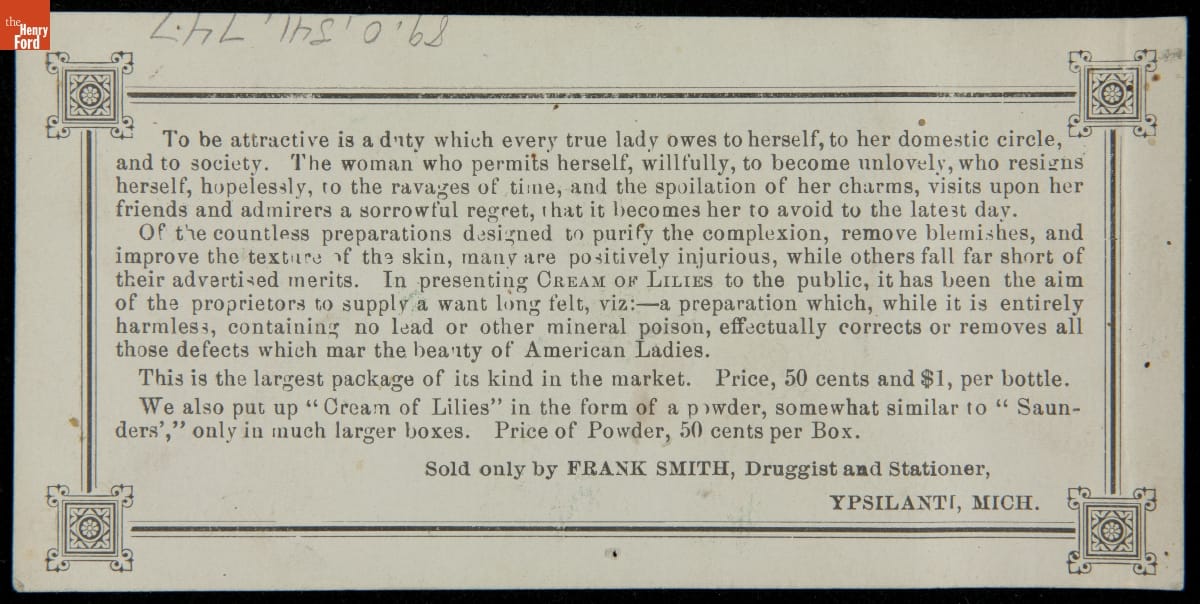 the
Henry
Ford
89.0.541.747
To be attractive is a duty which every true lady owes to herself, to her domestic circle,
and to society. The woman who permits herself, willfully, to become unlovely, who resigns
herself, hopelessly, to the ravages of time, and the spoilation of her charms, visits upon her
friends and admirers a sorrowful regret, that it becomes her to avoid to the latest day.
Of the countless preparations designed to purify the complexion, remove blemishes, and
improve the texture of the skin, many are positively injurious, while others fall far short of
their advertised merits. In presenting CREAM OF LILIES to the public, it has been the aim
of the proprietors to supply a want long felt, viz:—a preparation which, while it is entirely
harmless, containing no lead or other mineral poison, effectually corrects or removes all
those defects which mar the beauty of American Ladies.
This is the largest package of its kind in the market. Price, 50 cents and $1, per bottle.
We also put up “Cream of Lilies” in the form of a powder, somewhat similar to “Saun-
ders’,” only in much larger boxes. Price of Powder, 50 cents per Box.
Sold only by FRANK SMITH, Druggist and Stationer,
YPSILANTI, MICH.